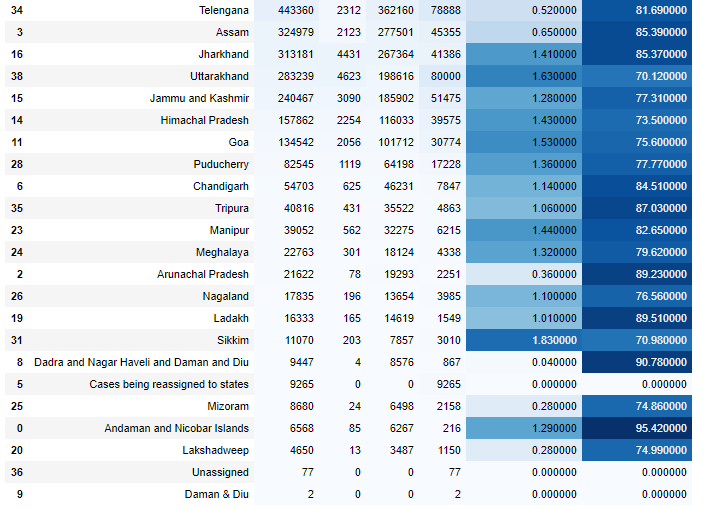 34 Telengana 443360 2312 362160 78888 0.520000 81.690000
3 Assam 324979 2123 277501 45355 0.650000 85.390000
16 Jharkhand 313181 4431 267364 41386 1.410000 85.370000
38 Uttarakhand 283239 4623 198616 80000 1.630000 70.120000
15 Jammu and Kashmir 240467 3090 185902 51475 1.280000 77.310000
14 Himachal Pradesh 157862 2254 116033 39575 1.430000 73.500000
11 Goa 134542 2056 101712 30774 1.530000 75.600000
28 Puducherry 82545 1119 64198 17228 1.360000 77.770000
6 Chandigarh 54703 625 46231 7847 1.140000 84.510000
35 Tripura 40816 431 35522 4863 1.060000 87.030000
23 Manipur 39052 562 32275 6215 1.440000 82.650000
24 Meghalaya 22763 301 18124 4338 1.320000 79.620000
2 Arunachal Pradesh 21622 78 19293 2251 0.360000 89.230000
26 Nagaland 17835 196 13654 3985 1.100000 76.560000
19 Ladakh 16333 165 14619 1549 1.010000 89.510000
31 Sikkim 11070 203 7857 3010 1.830000 70.980000
8 Dadra and Nagar Haveli and Daman and Diu 9447 4 8576 867 0.040000 90.780000
5 Cases being reassigned to states 9265 0 0 9265 0.000000 0.000000
25 Mizoram 8680 24 6498 2158 0.280000 74.860000
0 Andaman and Nicobar Islands 6568 85 6267 216 1.290000 95.420000
20 Lakshadweep 4650 13 3487 1150 0.280000 74.990000
36 Unassigned 77 0 0 77 0.000000 0.000000
9 Daman & Diu 2 0 0 2 0.000000 0.000000